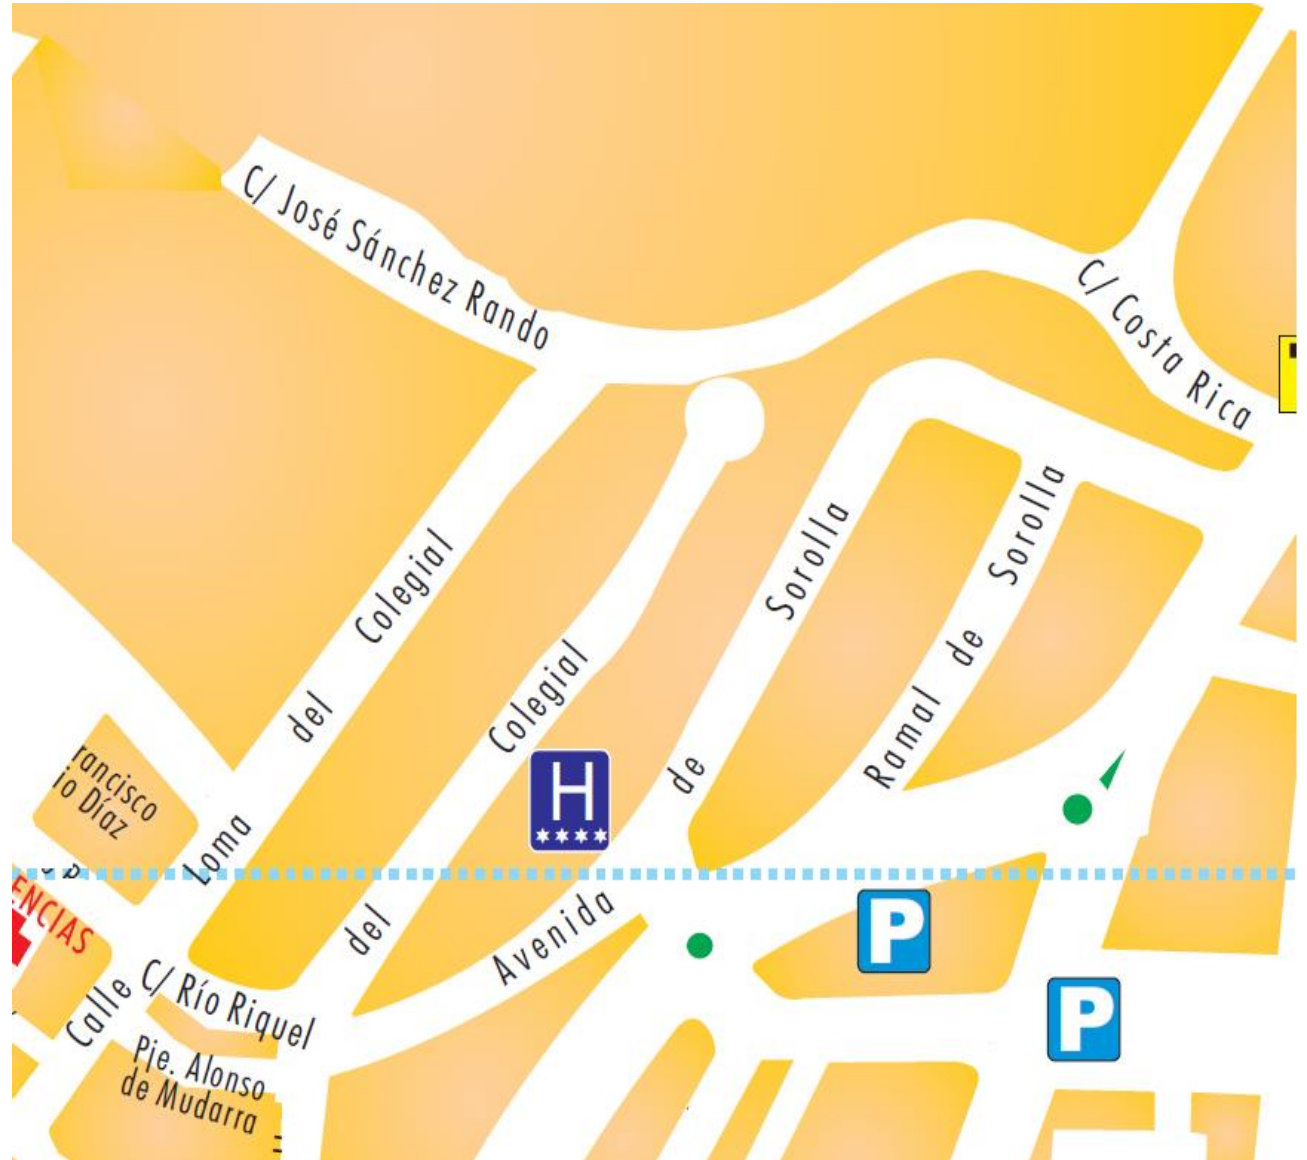 C/ José Sánchez Rando
C/ Costa Rica
Calle Loma del Colegial
del Colegial
Avenida de Sorolla
Ramal de Sorolla
H
P
P
rancisco
io Díaz
ENCIAS
C/ Río Riquel
Pje. Alonso
de Mudarra